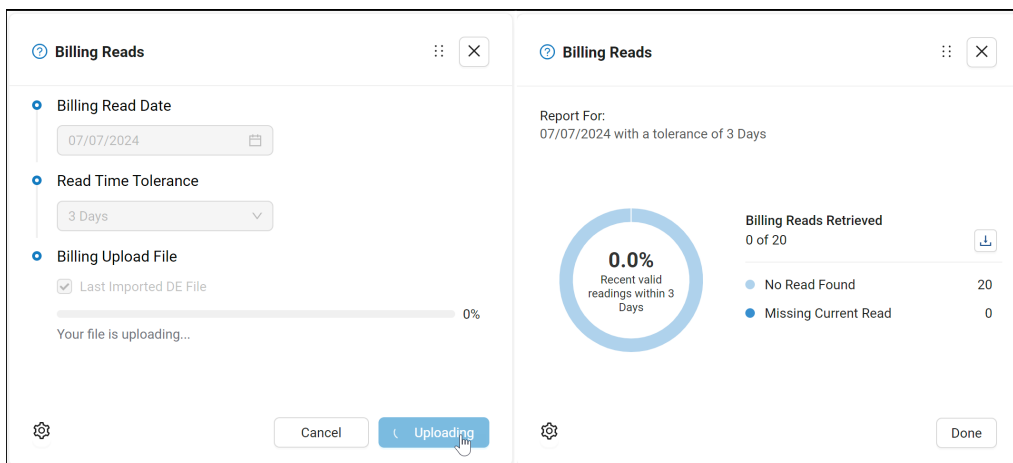 Billing Reads
Billing Read Date
07/07/2024
Read Time Tolerance
3 Days
Billing Upload File
Last Imported DE File
0%
Your file is uploading...
Cancel
Uploading
Billing Reads
Report For:
07/07/2024 with a tolerance of 3 Days
0.0%
Recent valid
readings within 3
Days
Billing Reads Retrieved
0 of 20
No Read Found 20
Missing Current Read 0
Done